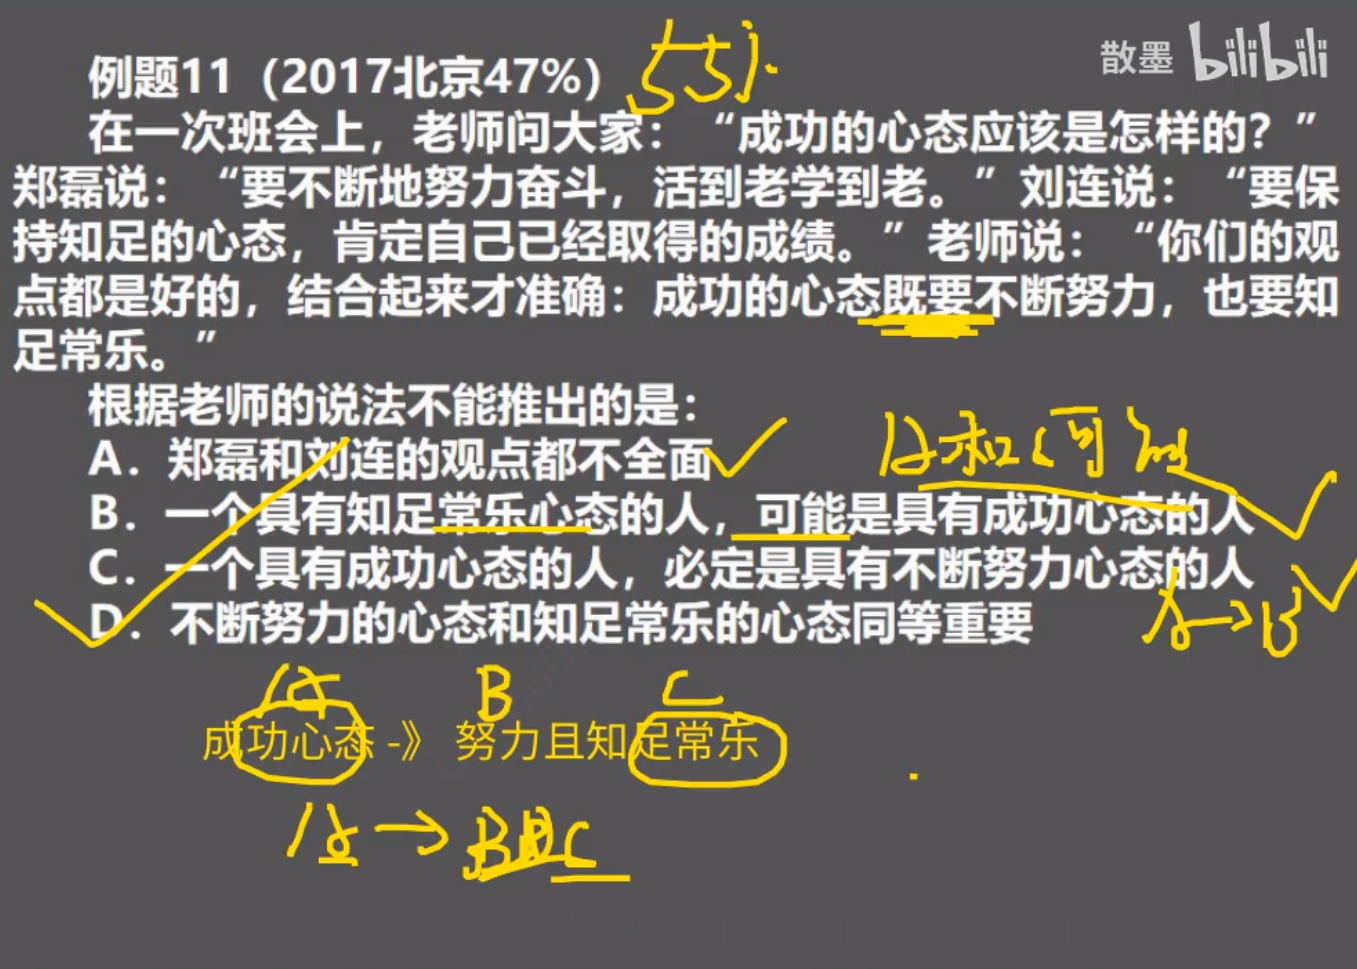 散墨 bilibili
例题11（2017北京47%） 55%
在一次班会上，老师问大家：“成功的心态应该是怎样的？”
郑磊说：“要不断地努力奋斗，活到老学到老。”刘连说：“要保
持知足的心态，肯定自己已经取得的成绩。”老师说：“你们的观
点都是好的，结合起来才准确：成功的心态既要不断努力，也要知
足常乐。”
根据老师的说法不能推出的是：
A．郑磊和刘连的观点都不全面
B．一个具有知足常乐心态的人，可能是具有成功心态的人
C．一个具有成功心态的人，必定是具有不断努力心态的人
D．不断努力的心态和知足常乐的心态同等重要
A→B
A B C
成功心态 -》 努力且知足常乐
A→B且C